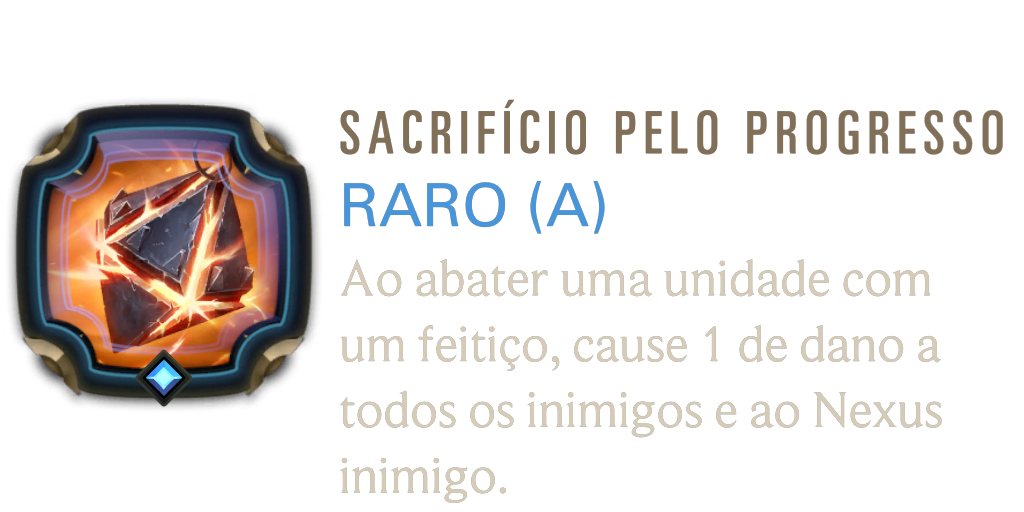 SACRIFÍCIO PELO PROGRESSO
RARO (A)
Ao abater uma unidade com
um feitiço, cause 1 de dano a
todos os inimigos e ao Nexus
inimigo.